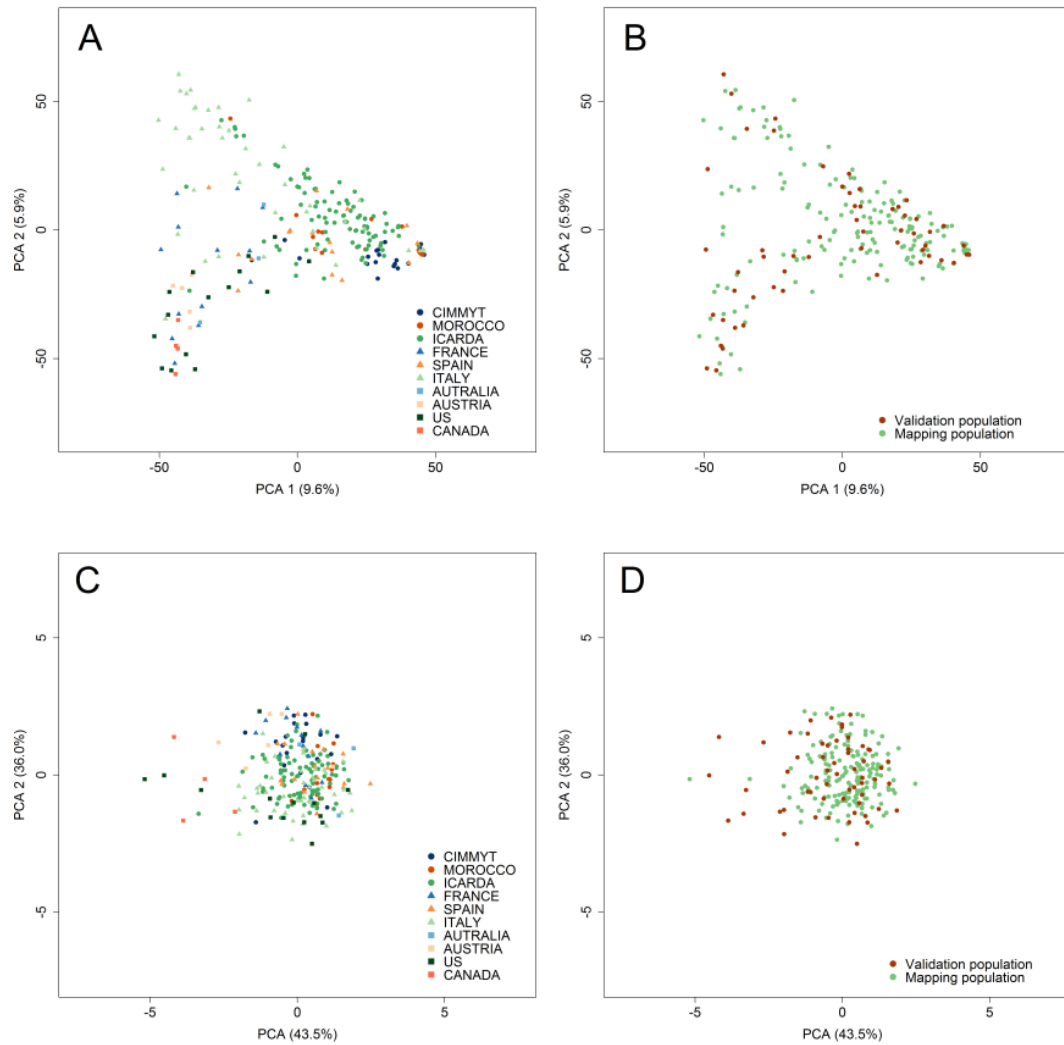 A
50
0
-50
PCA 2 (5.9%)
CIMMYT
MOROCCO
ICARDA
FRANCE
SPAIN
ITALY
AUTRALIA
AUSTRIA
US
CANADA
-50
0
50
PCA 1 (9.6%)
B
50
0
-50
PCA 2 (5.9%)
Validation population
Mapping population
-50
0
50
PCA 1 (9.6%)
C
5
0
-5
PCA 2 (36.0%)
CIMMYT
MOROCCO
ICARDA
FRANCE
SPAIN
ITALY
AUTRALIA
AUSTRIA
US
CANADA
-5
0
5
PCA (43.5%)
D
5
0
-5
PCA 2 (36.0%)
Validation population
Mapping population
-5
0
5
PCA (43.5%)